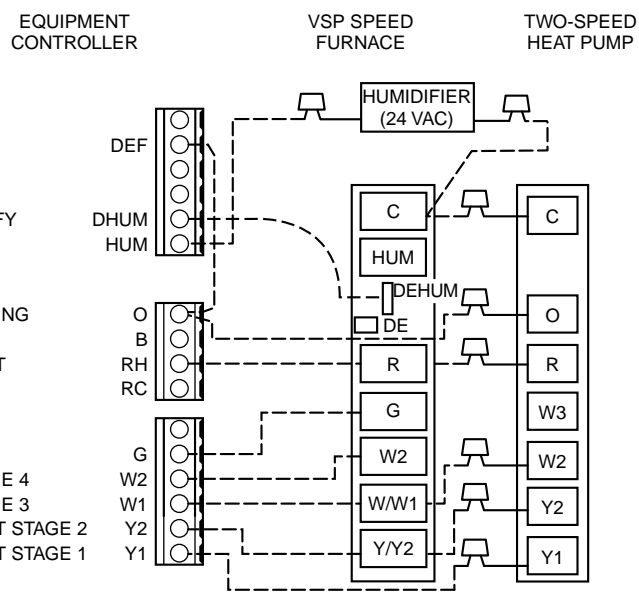 EQUIPMENT
CONTROLLER
VSP SPEED
FURNACE
TWO-SPEED
HEAT PUMP
HUMIDIFIER
(24 VAC)
DEF
FY DHUM
HUM
C
HUM
DEHUM
DE
C
NG O
B
T RH
RC
R
G
W2
W/W1
Y/Y2
O
R
W3
W2
Y2
Y1
G
E 4 W2
E 3 W1
T STAGE 2 Y2
T STAGE 1 Y1